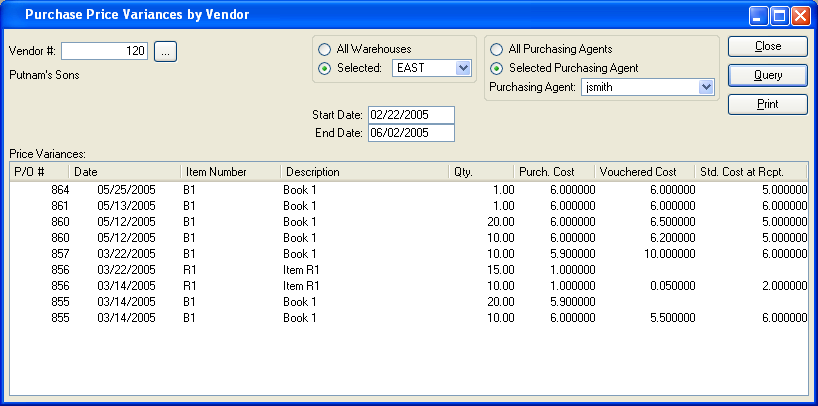 Purchase Price Variances by Vendor
Vendor #: 120 ... All Warehouses All Purchasing Agents Close
Selected: EAST Selected Purchasing Agent Query
Putnam's Sons Purchasing Agent: jsmith
Print
Start Date: 02/22/2005
End Date: 06/02/2005
Price Variances:
P/O # Date Item Number Description Qty. Purch. Cost Vouchered Cost Std. Cost at Rcpt.
864 05/25/2005 B1 Book 1 1.00 6.000000 6.000000 5.000000
861 05/13/2005 B1 Book 1 1.00 6.000000 6.000000 5.000000
860 05/12/2005 B1 Book 1 20.00 6.000000 6.500000 5.000000
860 05/12/2005 B1 Book 1 10.00 6.000000 6.200000 5.000000
857 03/22/2005 B1 Book 1 10.00 5.900000 10.000000 6.000000
856 03/22/2005 R1 Item R1 15.00 1.000000
856 03/14/2005 R1 Item R1 10.00 1.000000 0.050000 2.000000
855 03/14/2005 B1 Book 1 20.00 5.900000
855 03/14/2005 B1 Book 1 10.00 6.000000 5.500000 6.000000